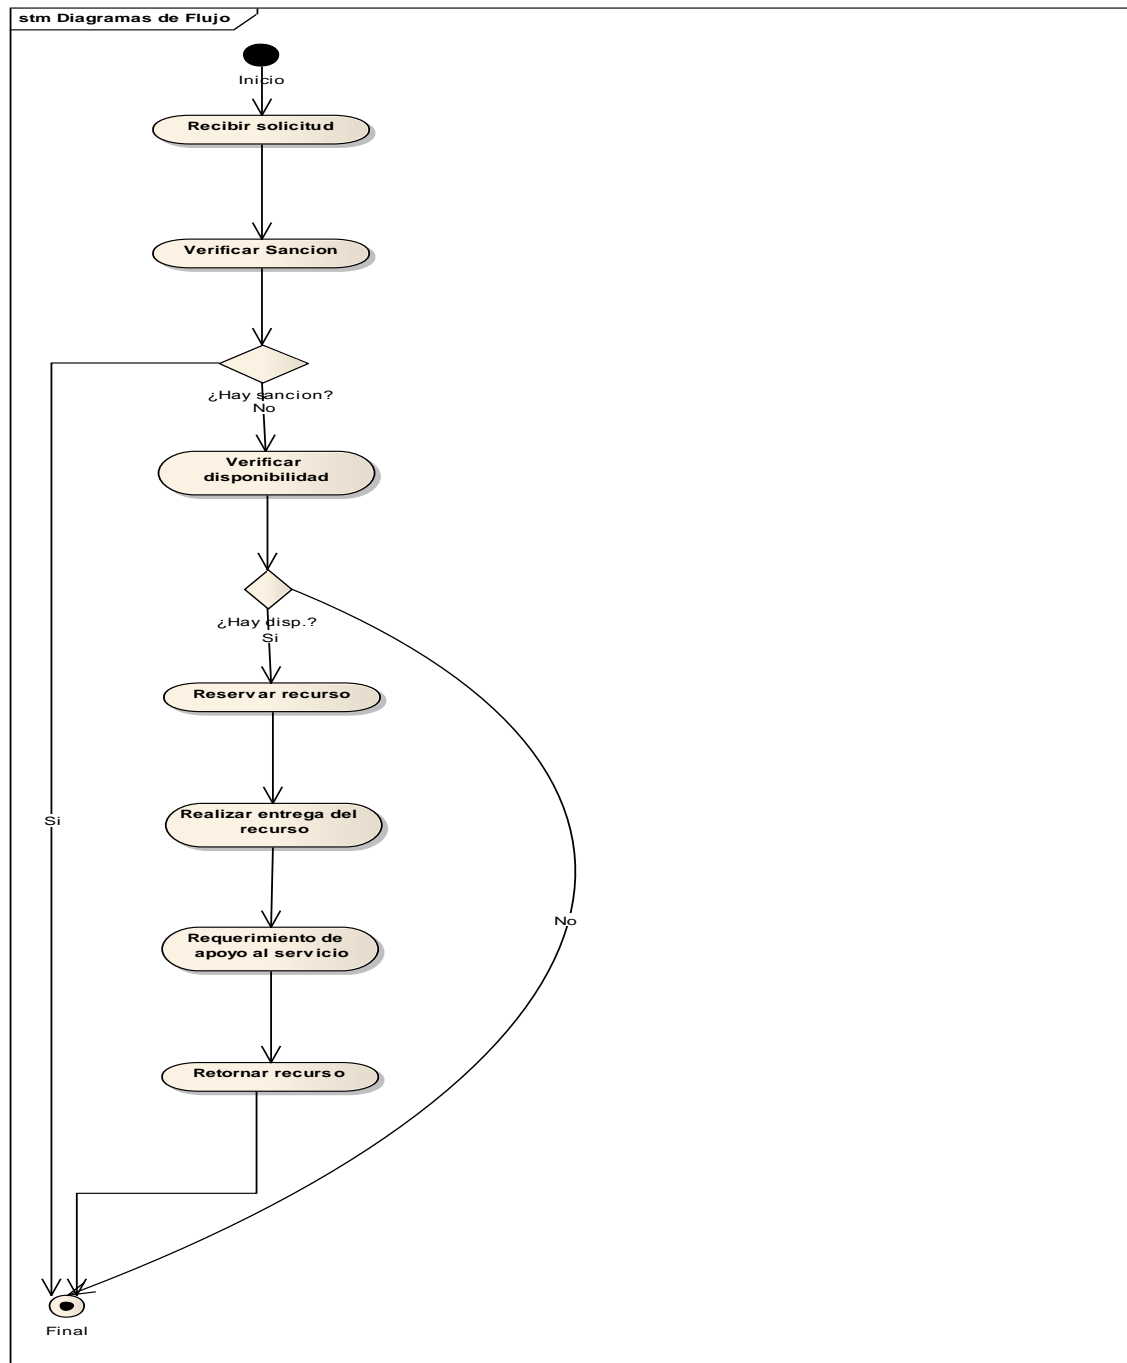 stm Diagramas de Flujo
Inicio
Recibir solicitud
Verificar Sancion
¿Hay sancion?
No
Verificar
disponibilidad
¿Hay disp.?
Si
Reservar recurso
Realizar entrega del
recurso
Si
No
Requerimiento de
apoyo al servicio
Retornar recurso
Final